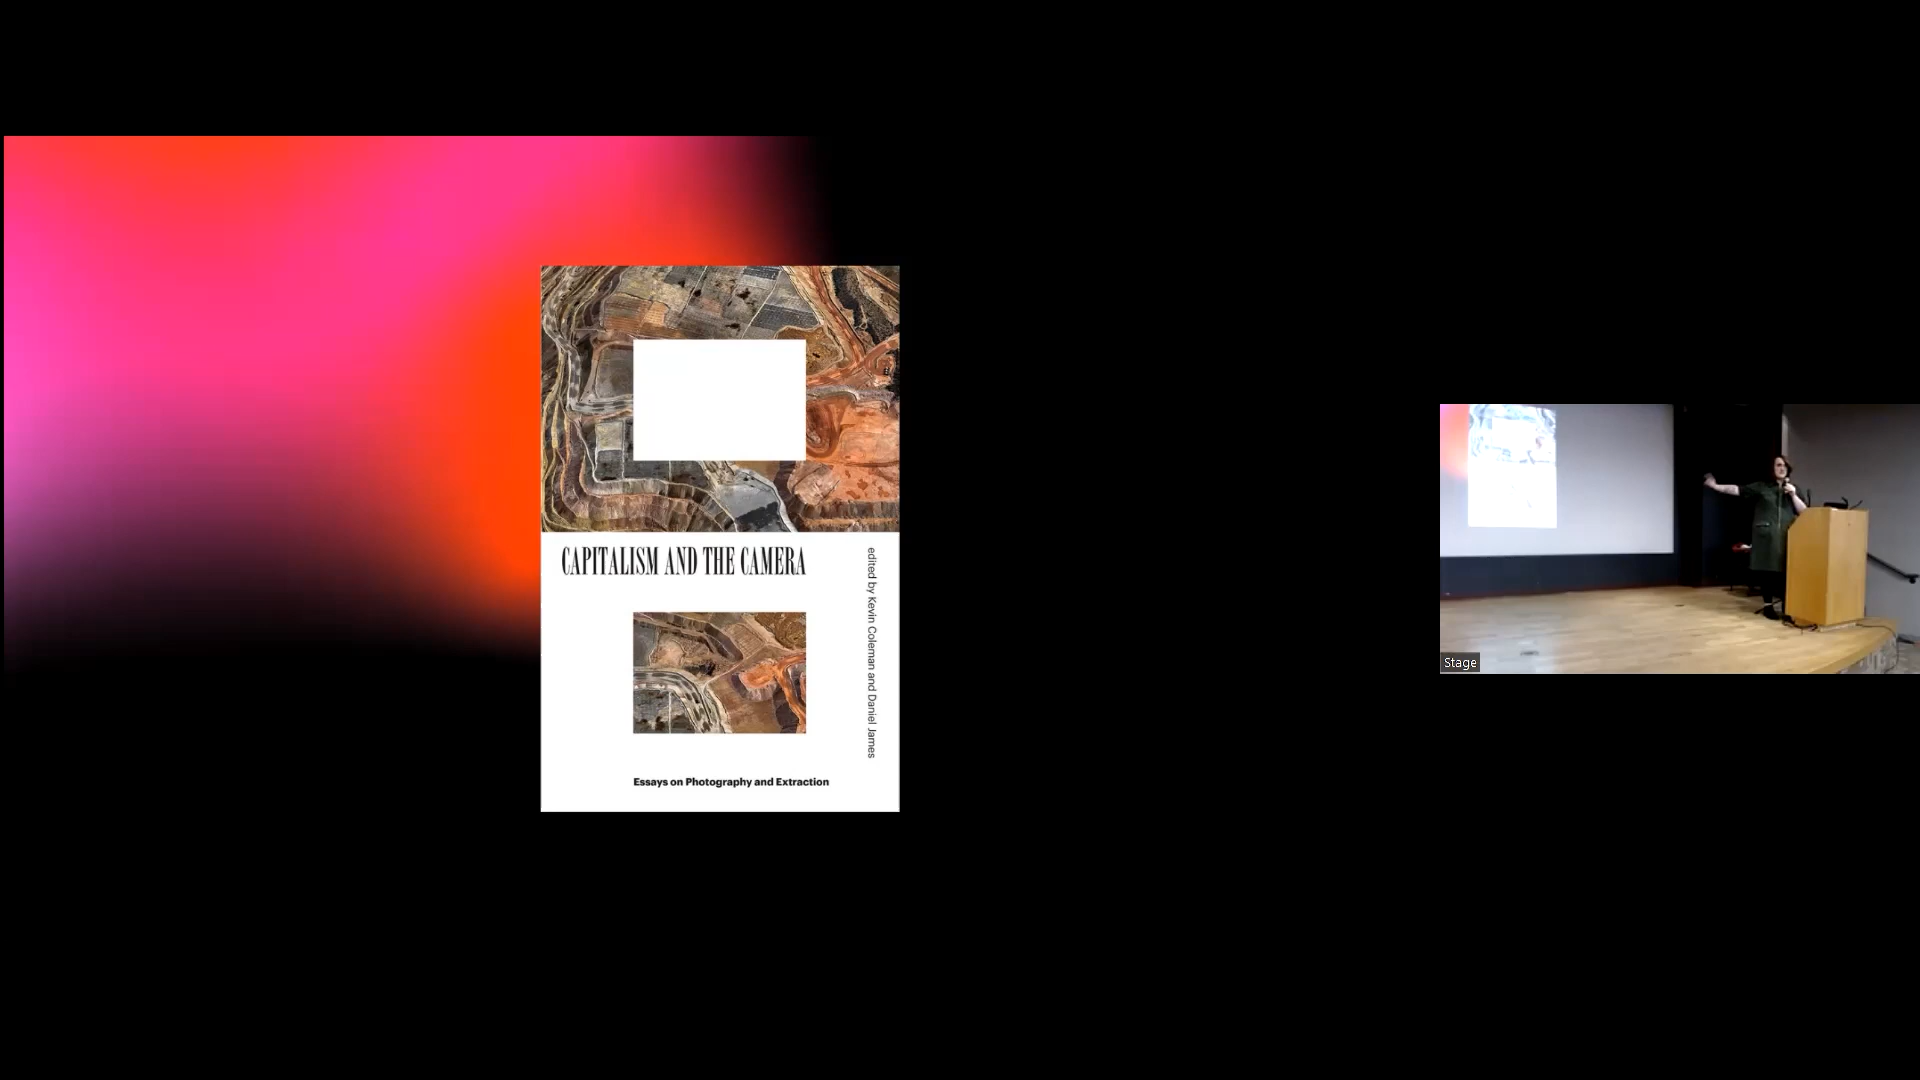 CAPITALISM AND THE CAMERA
edited by Kevin Coleman and Daniel James
Essays on Photography and Extraction
Stage